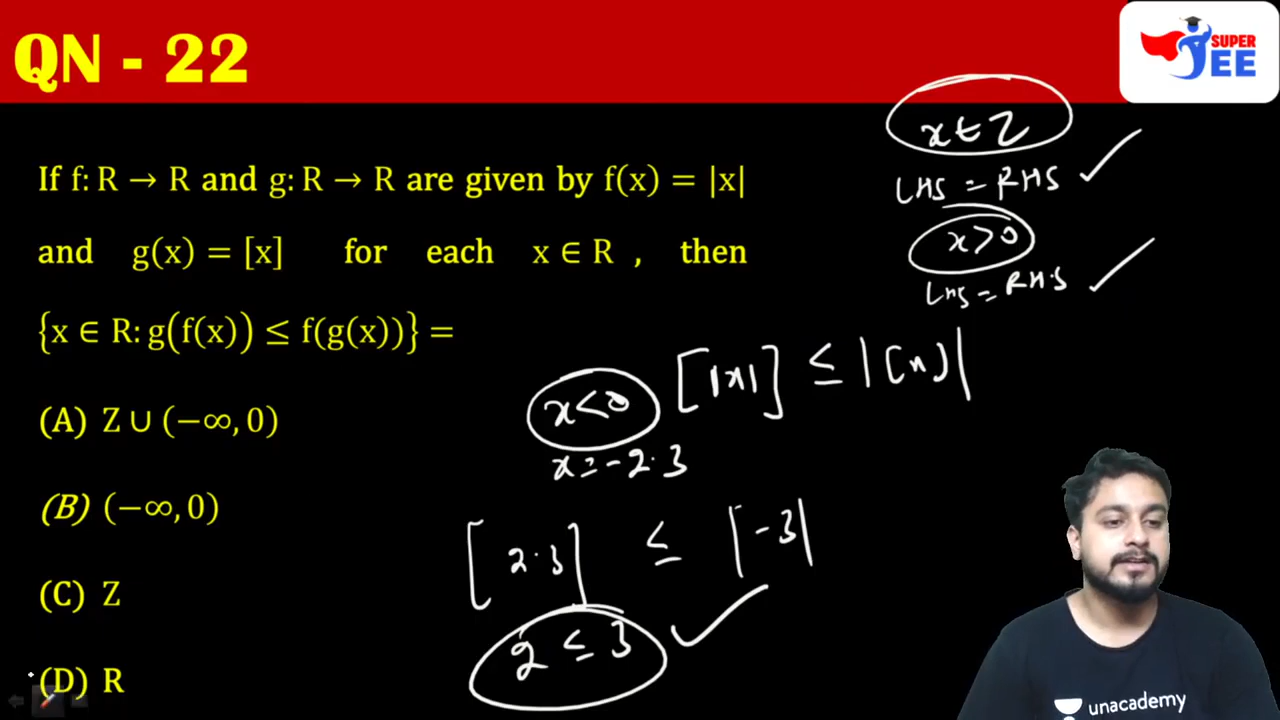 QN - 22
SUPER
JEE
If f: R → R and g: R → R are given by f(x) = |x|
and g(x) = [x] for each x ∈ R , then
{x ∈ R: g(f(x)) ≤ f(g(x))} =
(A) Z ∪ (−∞, 0)
(B) (−∞, 0)
(C) Z
(D) R
x ∈ Z
LHS = RHS
x > 0
LHS = RH.S
x < 0 [|x|] ≤ |[x]|
x = -2.3
[2.3] ≤ |-3|
2 ≤ 3
unacademy